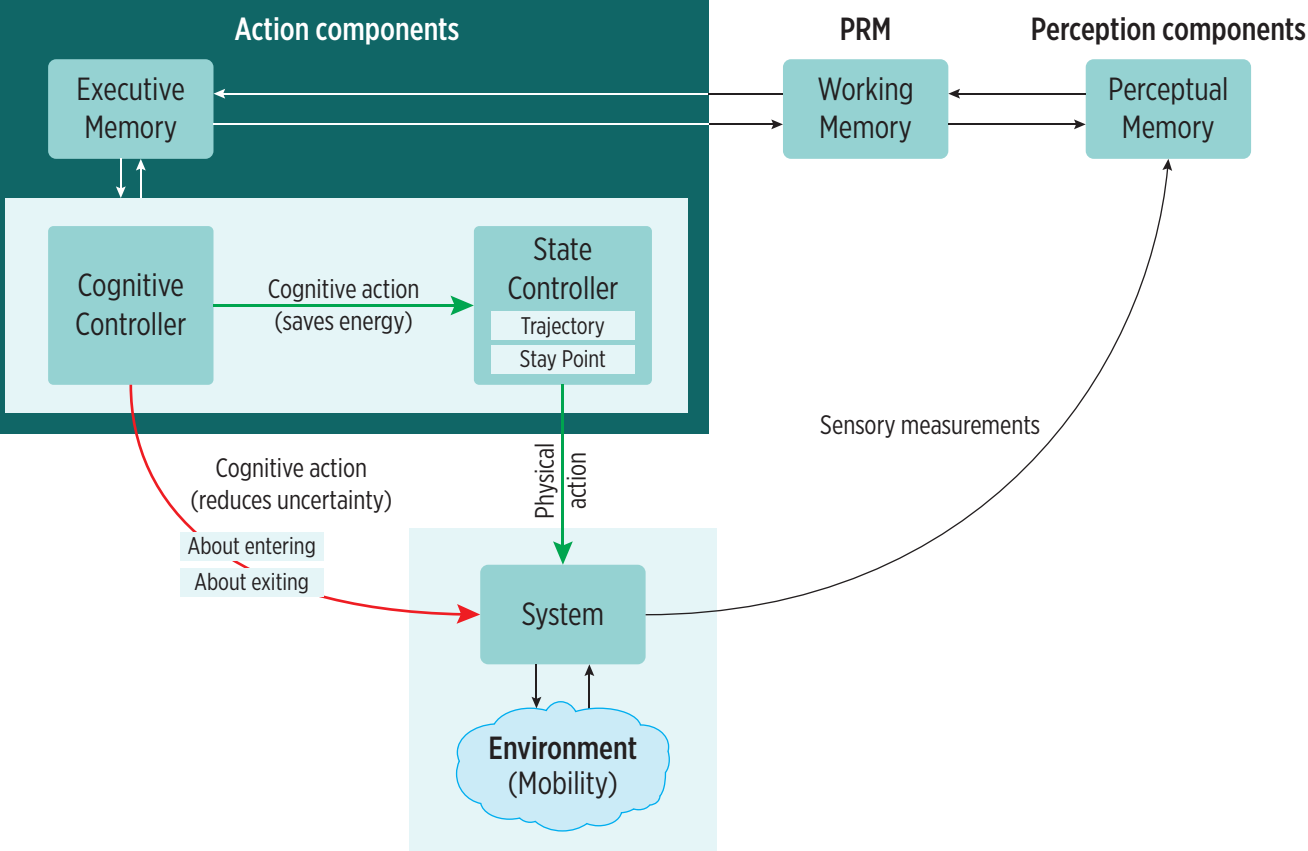 Action components
PRM
Perception components
Executive
Memory
Working
Memory
Perceptual
Memory
Cognitive
Controller
Cognitive action
(saves energy)
State
Controller
Trajectory
Stay Point
Sensory measurements
Cognitive action
(reduces uncertainty)
About entering
About exiting
Physical
action
System
Environment
(Mobility)